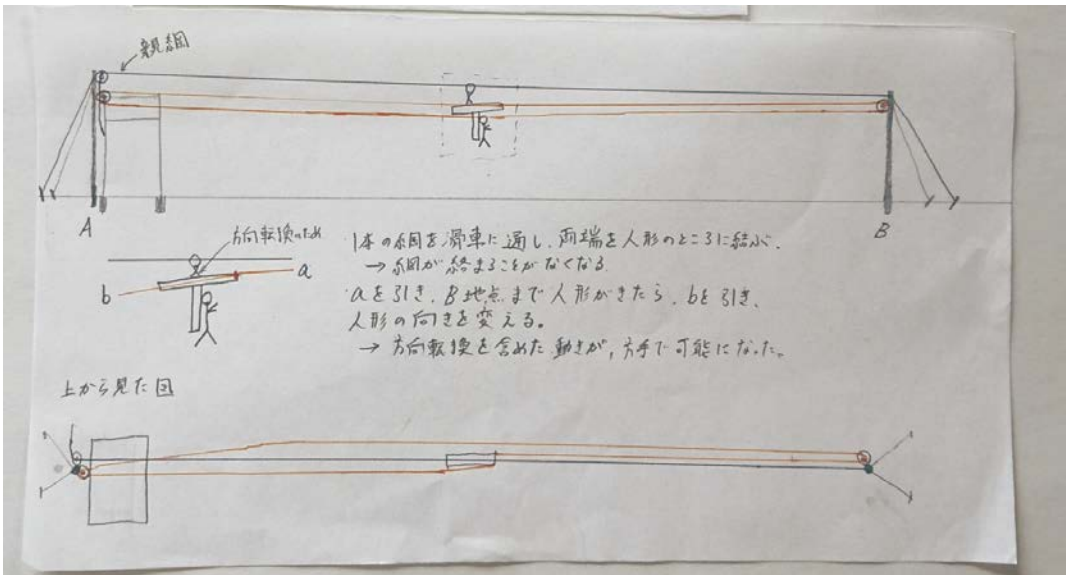 親綱
A
B
方向転換のため
a
b
1本の綱を滑車に通し、両端を人形のところに結ぶ.
→ 綱が絡まることがなくなる
aを引き、B地点まで人形がきたら、bを引き、
人形の向きを変える。
→ 方向転換を含めた動きが、片手で可能になった。
上から見た図